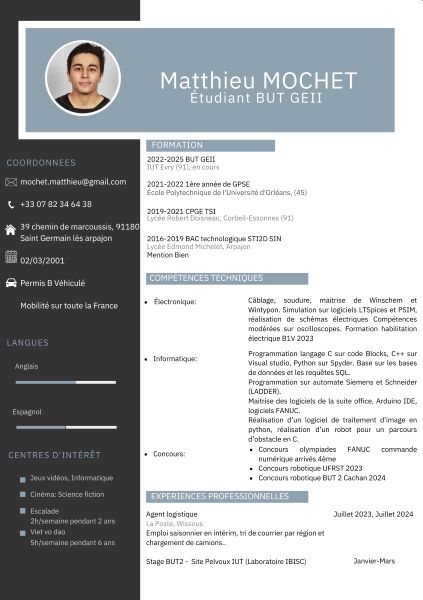 Matthieu MOCHET
Étudiant BUT GEII
COORDONNEES
mochet.matthieu@gmail.com
+33 07 82 34 64 38
39 chemin de marcoussis, 91180
Saint Germain lès arpajon
02/03/2001
Permis B Véhiculé
Mobilité sur toute la France
LANGUES
Anglais
Espagnol
CENTRES D'INTÉRÊT
Jeux vidéos, Informatique
Cinéma: Science fiction
Escalade
2h/semaine pendant 2 ans
Viet vo dao
5h/semaine pendant 6 ans
FORMATION
2022-2025 BUT GEII
IUT Evry (91), en cours
2021-2022 1ère année de GPSE
École Polytechnique de l'Université d'Orléans, (45)
2019-2021 CPGE TSI
Lycée Robert Doisneau, Corbeil-Essonnes (91)
2016-2019 BAC technologique STI2D SIN
Lycée Edmond Michelet, Arpajon
Mention Bien
COMPÉTENCES TECHNIQUES
• Électronique:
Câblage, soudure, maitrise de Winschem et
Wintypon. Simulation sur logiciels LTSpices et PSIM,
réalisation de schémas électriques Compétences
modérées sur oscilloscopes. Formation habilitation
électrique B1V 2023
• Informatique:
Programmation langage C sur code Blocks, C++ sur
Visual studio, Python sur Spyder. Base sur les bases
de données et les requêtes SQL.
Programmation sur automate Siemens et Schneider
(LADDER).
Maitrise des logiciels de la suite office, Arduino IDE,
logiciels FANUC.
Réalisation d'un logiciel de traitement d'image en
python, réalisation d'un robot pour un parcours
d'obstacle en C.
• Concours:
• Concours olympiades FANUC commande
numérique arrivés 4ème
• Concours robotique UFRST 2023
• Concours robotique BUT 2 Cachan 2024
EXPERIENCES PROFESSIONNELLES
Agent logistique Juillet 2023, Juillet 2024
La Poste, Wissous
Emploi saisonnier en intérim, tri de courrier par région et
chargement de camions..
Stage BUT2 - Site Pelvoux IUT (Laboratoire IBISC) Janvier-Mars